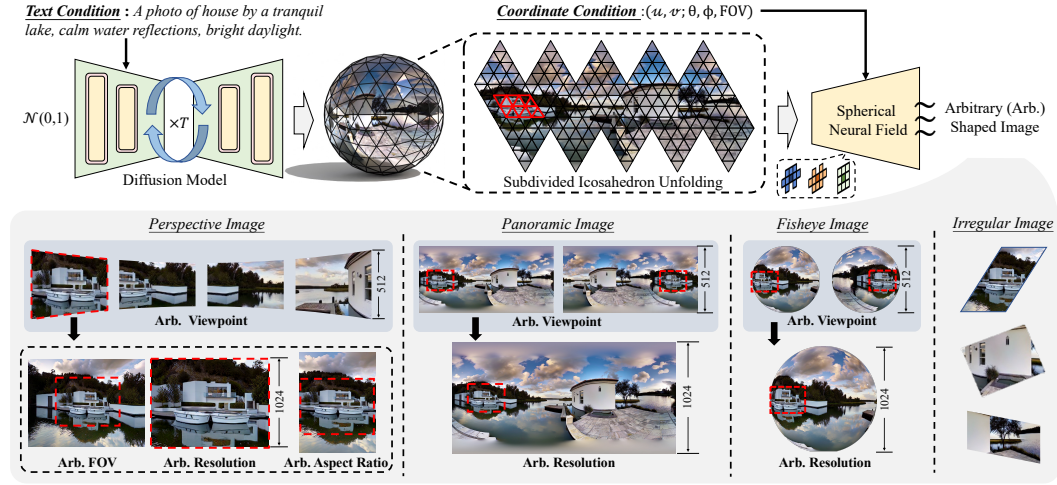 Text Condition : A photo of house by a tranquil
lake, calm water reflections, bright daylight.
Coordinate Condition :(u, v; θ, ϕ, FOV)
𝒩(0,1)
×T
Diffusion Model
Subdivided Icosahedron Unfolding
Spherical
Neural Field
Arbitrary (Arb.)
Shaped Image
Perspective Image
Panoramic Image
Fisheye Image
Irregular Image
512
512
512
Arb. Viewpoint
Arb. Viewpoint
Arb. Viewpoint
1024
1024
1024
Arb. FOV
Arb. Resolution
Arb. Aspect Ratio
Arb. Resolution
Arb. Resolution